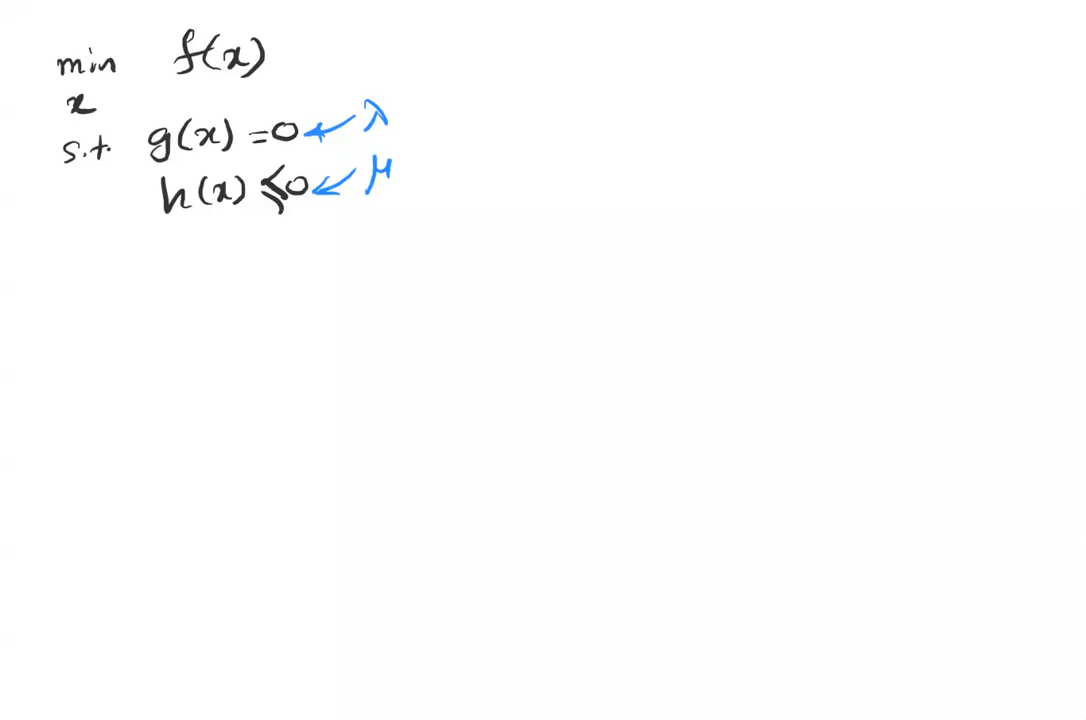 min f(x)
x
s.t. g(x) = 0 ← λ
h(x) ≤ 0 ← μ